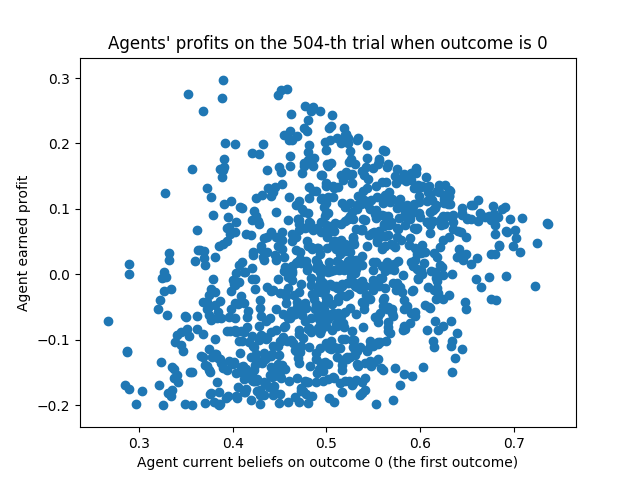 Agents' profits on the 504-th trial when outcome is 0
Agent earned profit
0.3
0.2
0.1
0.0
−0.1
−0.2
0.3 0.4 0.5 0.6 0.7
Agent current beliefs on outcome 0 (the first outcome)